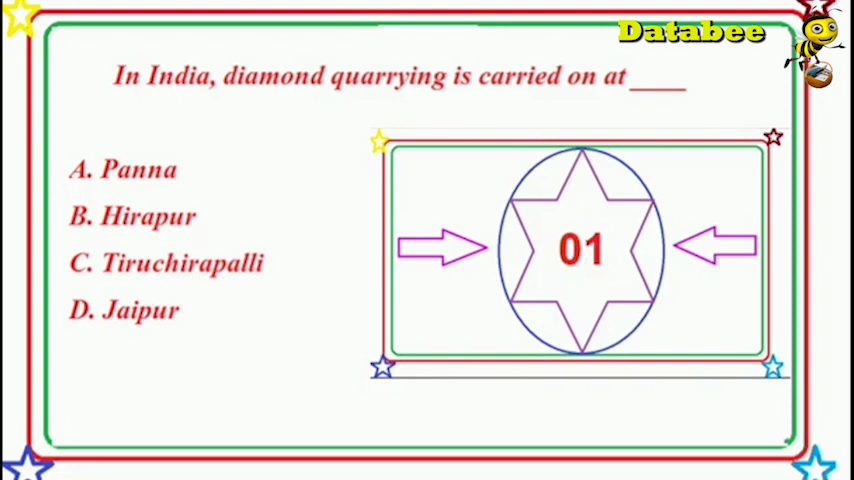 Databee
In India, diamond quarrying is carried on at ____
A. Panna
B. Hirapur
C. Tiruchirapalli
D. Jaipur
01